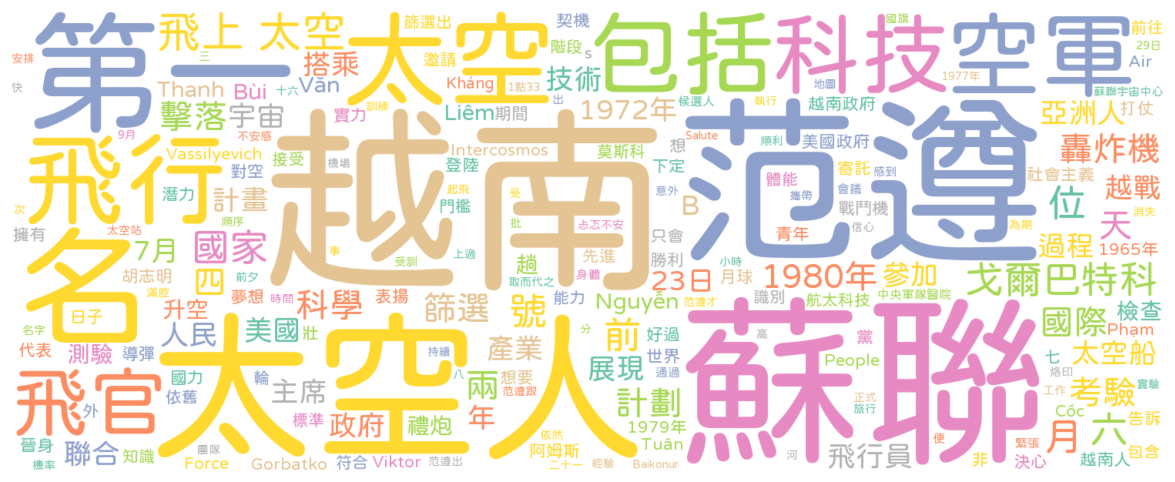 越南
蘇聯
范遵
太空人
第一
名
太空
包括
科技
空軍
飛行
飛官
飛上 太空
篩選出
契機
國旗
前往
安排
三
階段
s
邀請
29日
Thanh
Bùi
搭乘
Văn
Kháng
1點33
技術
地圖
1977年
Air
快
十六
蘇聯宇宙中心
擊落
宇宙
實力
訓練
出
Liêm
期間
1972年
候選人
越南政府
執行
亞洲人
打仗
9月
不安感
Salute
順利
美國政府
想
Vassilyevich
對空
接受
機場
Intercosmos
莫斯科
登陸
下定
寄託
感到
轟炸機
社會主義
潛力
計畫
起飛
受
門檻
意外
體能
攜帶
會議
戰鬥機
B
位
越戰
次
順序
批
忐忑不安
青年
信心
天
為期
消失
擁有
太空站
事
上過
只會
7月
國家
先進
勝利
小時
過程
1965年
胡志明
四
前夕
受訓
趟
取而代之
身體
23日
月球
1980年
參加
戈爾巴特科
滿腔
夢想
時間
表揚
篩選
能力
范遵才
識別
航太科技
中央軍隊醫院
升空
科學
號
Nguyễn
檢查
日子
名字
人民
美國
壯
前
好過
高
黨
國際
Pham
代表
測驗
導彈
持續
產業
分
展現
世界
People
七
太空船
國力
輪
八
兩
想要
通過
烙印
外
依舊
主席
范遵跟
計劃
正式
旅行
工作
考驗
實驗
標準
政府
禮炮
年
1979年
Cốc
告訴
晉身
聯合
知識
團隊
依然
阿姆斯
Tuân
河
便
月
六
機率
Force
Gorbatko
符合
Viktor
范遵出
二十一
經驗
Baikonur
飛行員
非
緊張
決心
越南人
包含